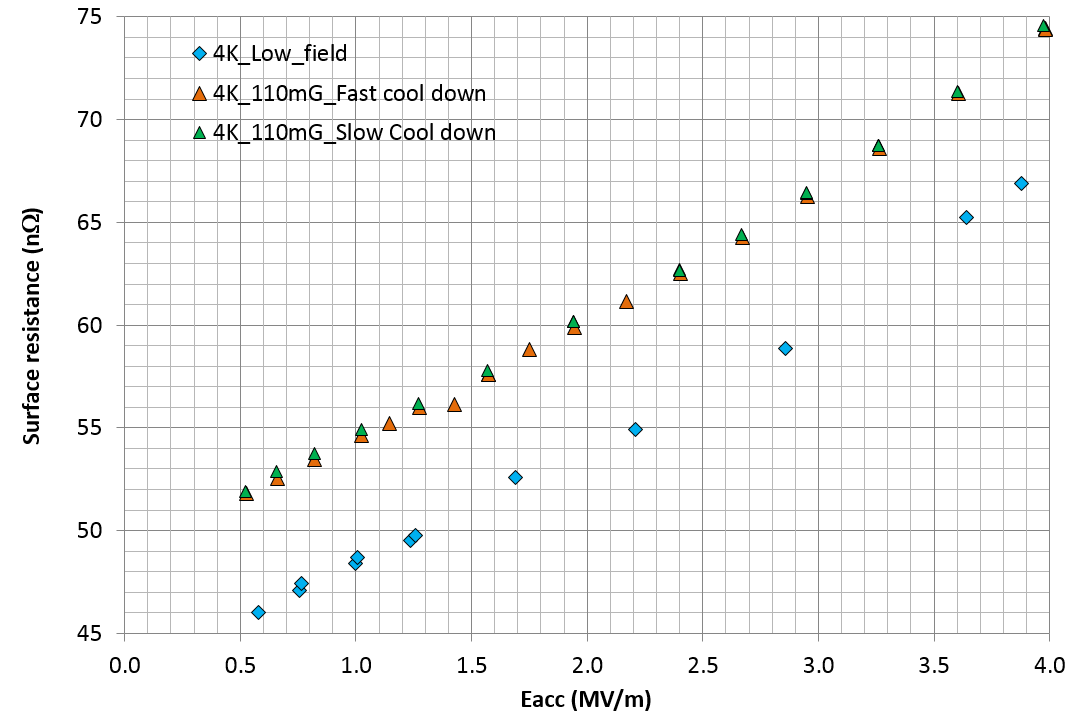 75
70
65
60
55
50
45
4K_Low_field
4K_110mG_Fast cool down
4K_110mG_Slow Cool down
Surface resistance (nΩ)
0.0 0.5 1.0 1.5 2.0 2.5 3.0 3.5 4.0
Eacc (MV/m)